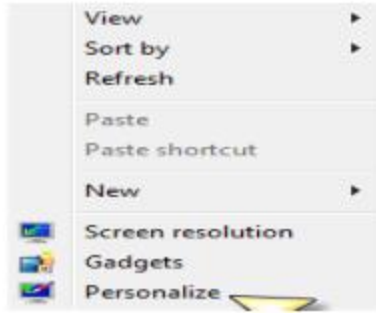 View
Sort by
Refresh
Paste
Paste shortcut
New
Screen resolution
Gadgets
Personalize